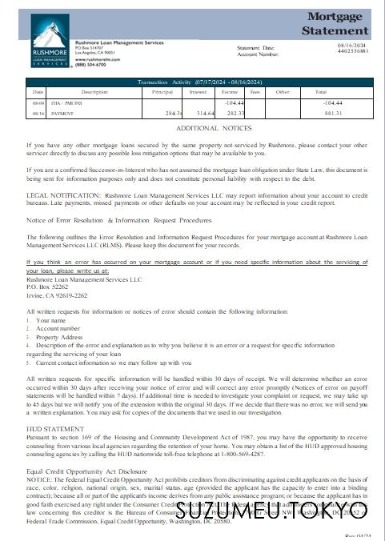 Mortgage
Statement
RUSHMORE
LOAN MANAGEMENT
SERVICES
Rushmore Loan Management Services
PO Box 514707
Los Angeles, CA 90051
www.rushmorelm.com
(888) 504-6700
Statement Date: 08/16/2024
Account Number:
Transaction Activity (07/17/2024 - 08/16/2024)
Date Description Principal Interest Escrow Fees Other Total
-104.44 -104.44
PAYMENT 314.64 801.31
ADDITIONAL NOTICES
If you have any other mortgage loans secured by the same property not serviced by Rushmore, please contact your other
servicer directly to discuss any possible loss mitigation options that may be available to you.
If you are a confirmed Successor-in-Interest who has not assumed the mortgage loan obligation under State Law, this document is
being sent for information purposes only and does not constitute personal liability with respect to the debt.
LEGAL NOTIFICATION: Rushmore Loan Management Services LLC may report information about your account to credit
bureaus. Late payments, missed payments or other defaults on your account may be reflected in your credit report.
Notice of Error Resolution & Information Request Procedures
The following outlines the Error Resolution and Information Request Procedures for your mortgage account at Rushmore Loan
Management Services LLC (RLMS). Please keep this document for your records.
If you think an error has occurred on your mortgage account or if you need specific information about the servicing of
your loan, please write us at:
Rushmore Loan Management Services LLC
P.O. Box 52262
Irvine, CA 92619-2262
All written requests for information or notices of error should contain the following information:
1. Your name
2. Account number
3. Property Address
4. Description of the error and explanation as to why you believe it is an error or a request for specific information
regarding the servicing of your loan
5. Current contact information so we may follow up with you
All written requests for specific information will be handled within 30 days of receipt. We will determine whether an error
occurred within 30 days after receiving your notice of error and will correct any error promptly (Notices of error on payoff
statements will be handled within 7 days). If additional time is needed to investigate your complaint or request, we may take up
to 45 days but we will notify you of the extension within the original 30 days. If we decide that there was no error, we will send you
a written explanation. You may ask for copies of the documents that we used in our investigation.
HUD STATEMENT
Pursuant to section 169 of the Housing and Community Development Act of 1987, you may have the opportunity to receive
counseling from various local agencies regarding the retention of your home. You may obtain a list of the HUD approved housing
counseling agencies by calling the HUD nationwide toll-free telephone at 1-800-569-4287.
Equal Credit Opportunity Act Disclosure
NOTICE: The Federal Equal Credit Opportunity Act prohibits creditors from discriminating against credit applicants on the basis of
race, color, religion, national origin, sex, marital status, age (provided the applicant has the capacity to enter into a binding
contract); because all or part of the applicant's income derives from any public assistance program; or because the applicant has in
good faith exercised any right under the Consumer Credit
law concerning this creditor is the Bureau of
Federal Trade Commission, Equal Credit Opportunity, Washington, DC 20580.
SUZUMEU.TOKYO